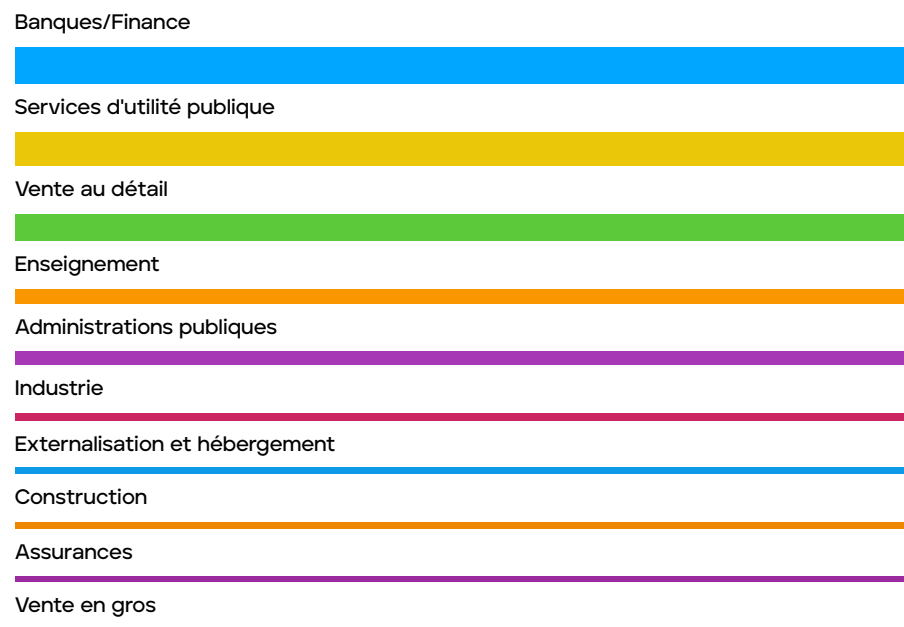 Banques/Finance
Services d'utilité publique
Vente au détail
Enseignement
Administrations publiques
Industrie
Externalisation et hébergement
Construction
Assurances
Vente en gros